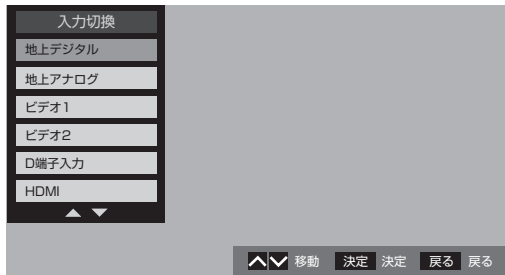 入力切換
地上デジタル
地上アナログ
ビデオ1
ビデオ2
D端子入力
HDMI
移動 決定 決定 戻る 戻る